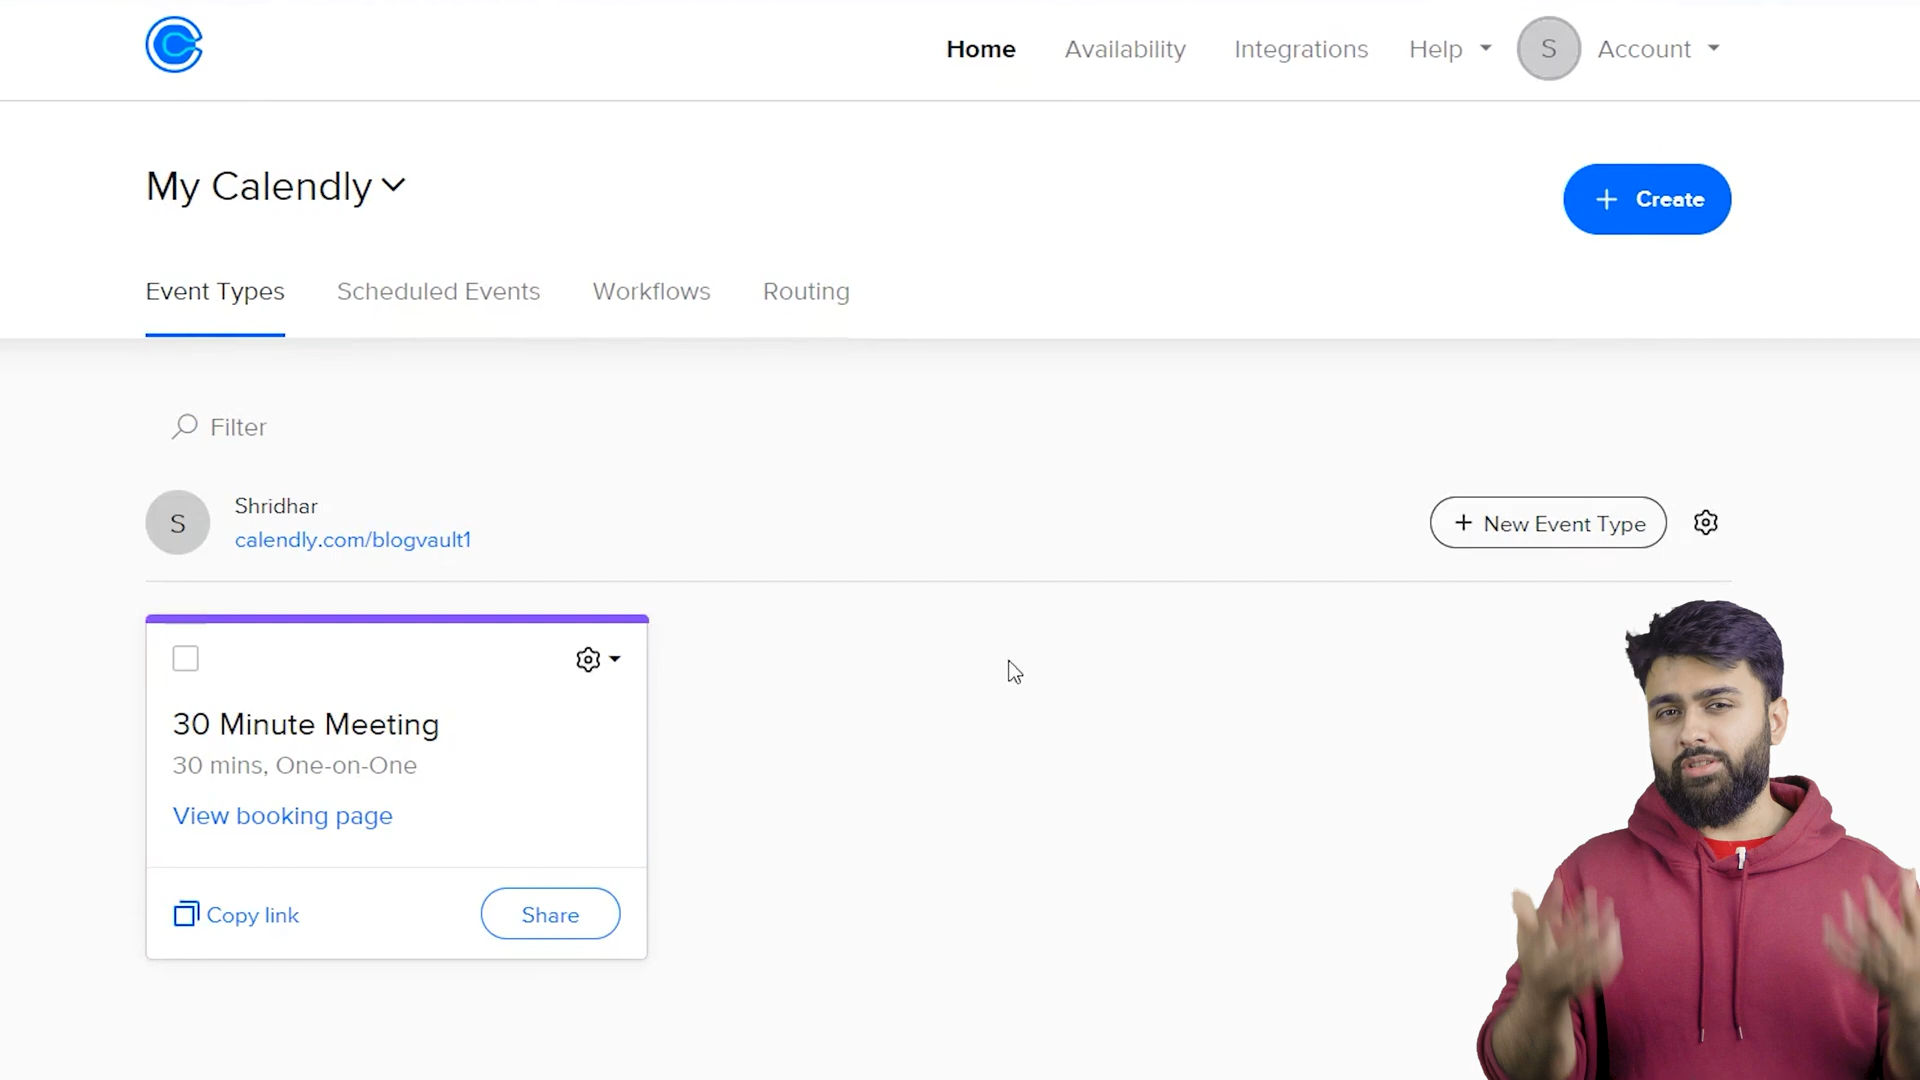 Home
Availability
Integrations
Help
S
Account
My Calendly
+ Create
Event Types
Scheduled Events
Workflows
Routing
Filter
S
Shridhar
calendly.com/blogvault1
+ New Event Type
30 Minute Meeting
30 mins, One-on-One
View booking page
Copy link
Share